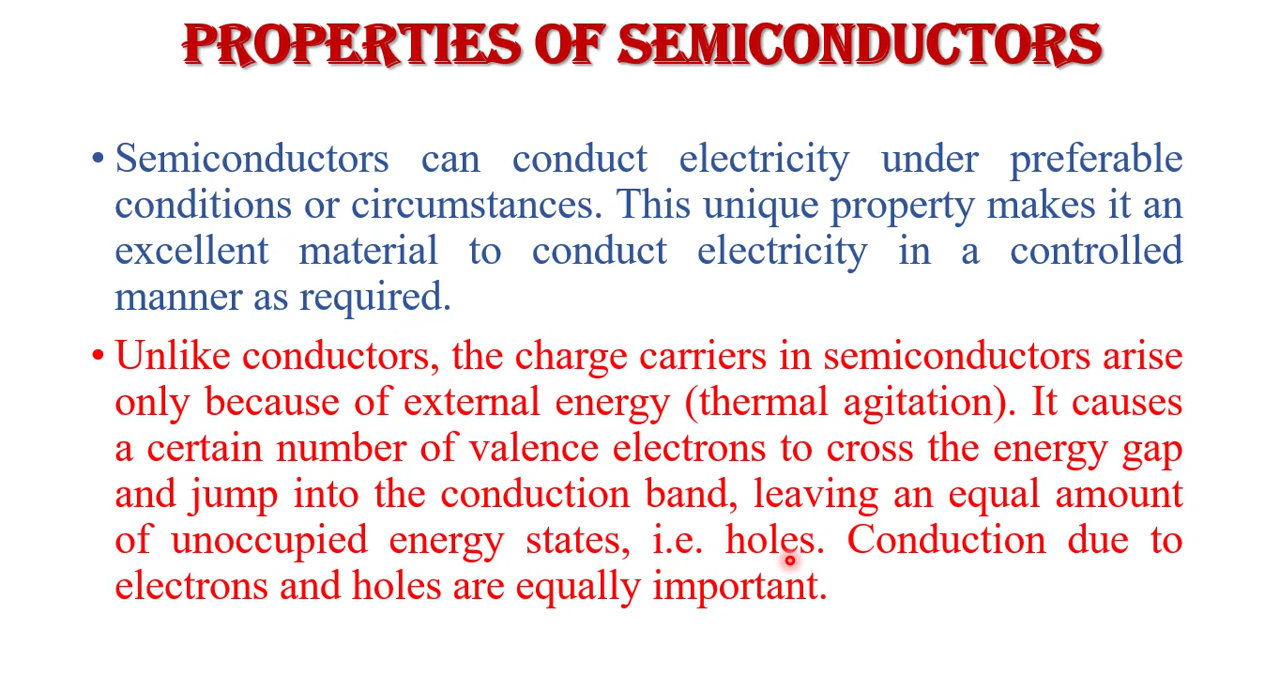 PROPERTIES OF SEMICONDUCTORS
• Semiconductors can conduct electricity under preferable
conditions or circumstances. This unique property makes it an
excellent material to conduct electricity in a controlled
manner as required.
• Unlike conductors, the charge carriers in semiconductors arise
only because of external energy (thermal agitation). It causes
a certain number of valence electrons to cross the energy gap
and jump into the conduction band, leaving an equal amount
of unoccupied energy states, i.e. holes. Conduction due to
electrons and holes are equally important.